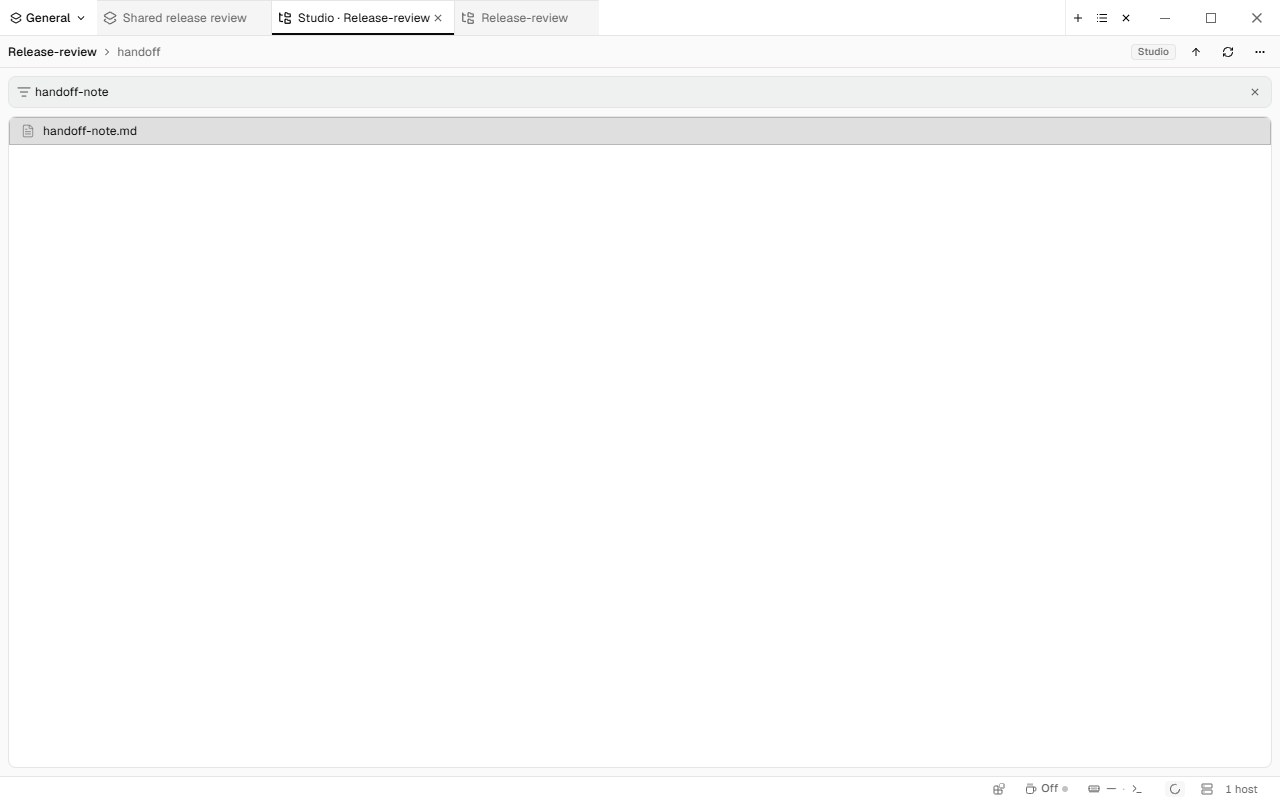 General
Shared release review
Studio · Release-review
Release-review
Release-review > handoff
Studio
handoff-note
handoff-note.md
Off
1 host